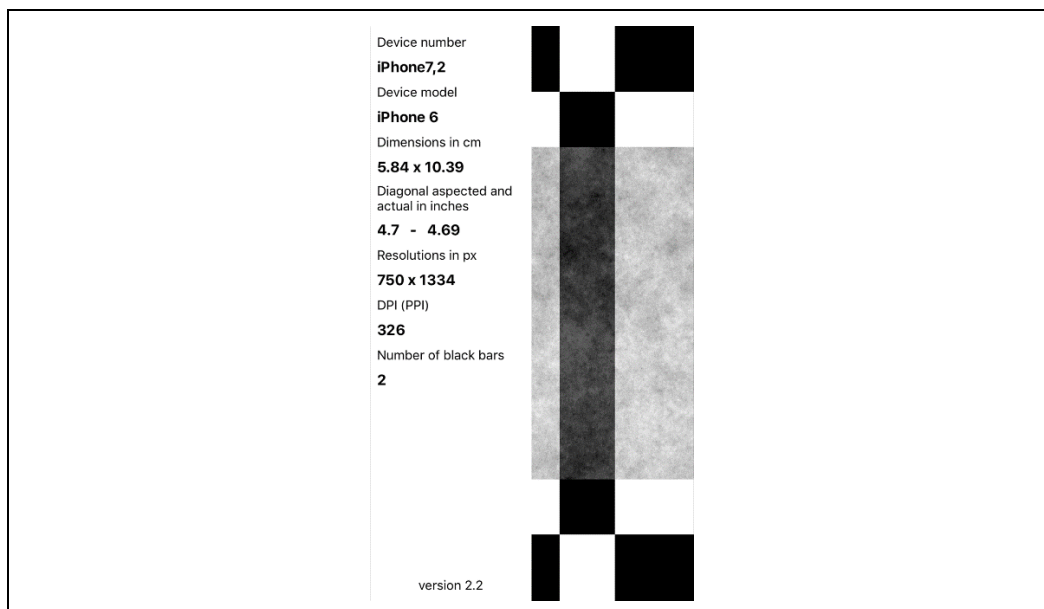 Device number
iPhone7,2
Device model
iPhone 6
Dimensions in cm
5.84 x 10.39
Diagonal aspected and
actual in inches
4.7 - 4.69
Resolutions in px
750 x 1334
DPI (PPI)
326
Number of black bars
2
version 2.2